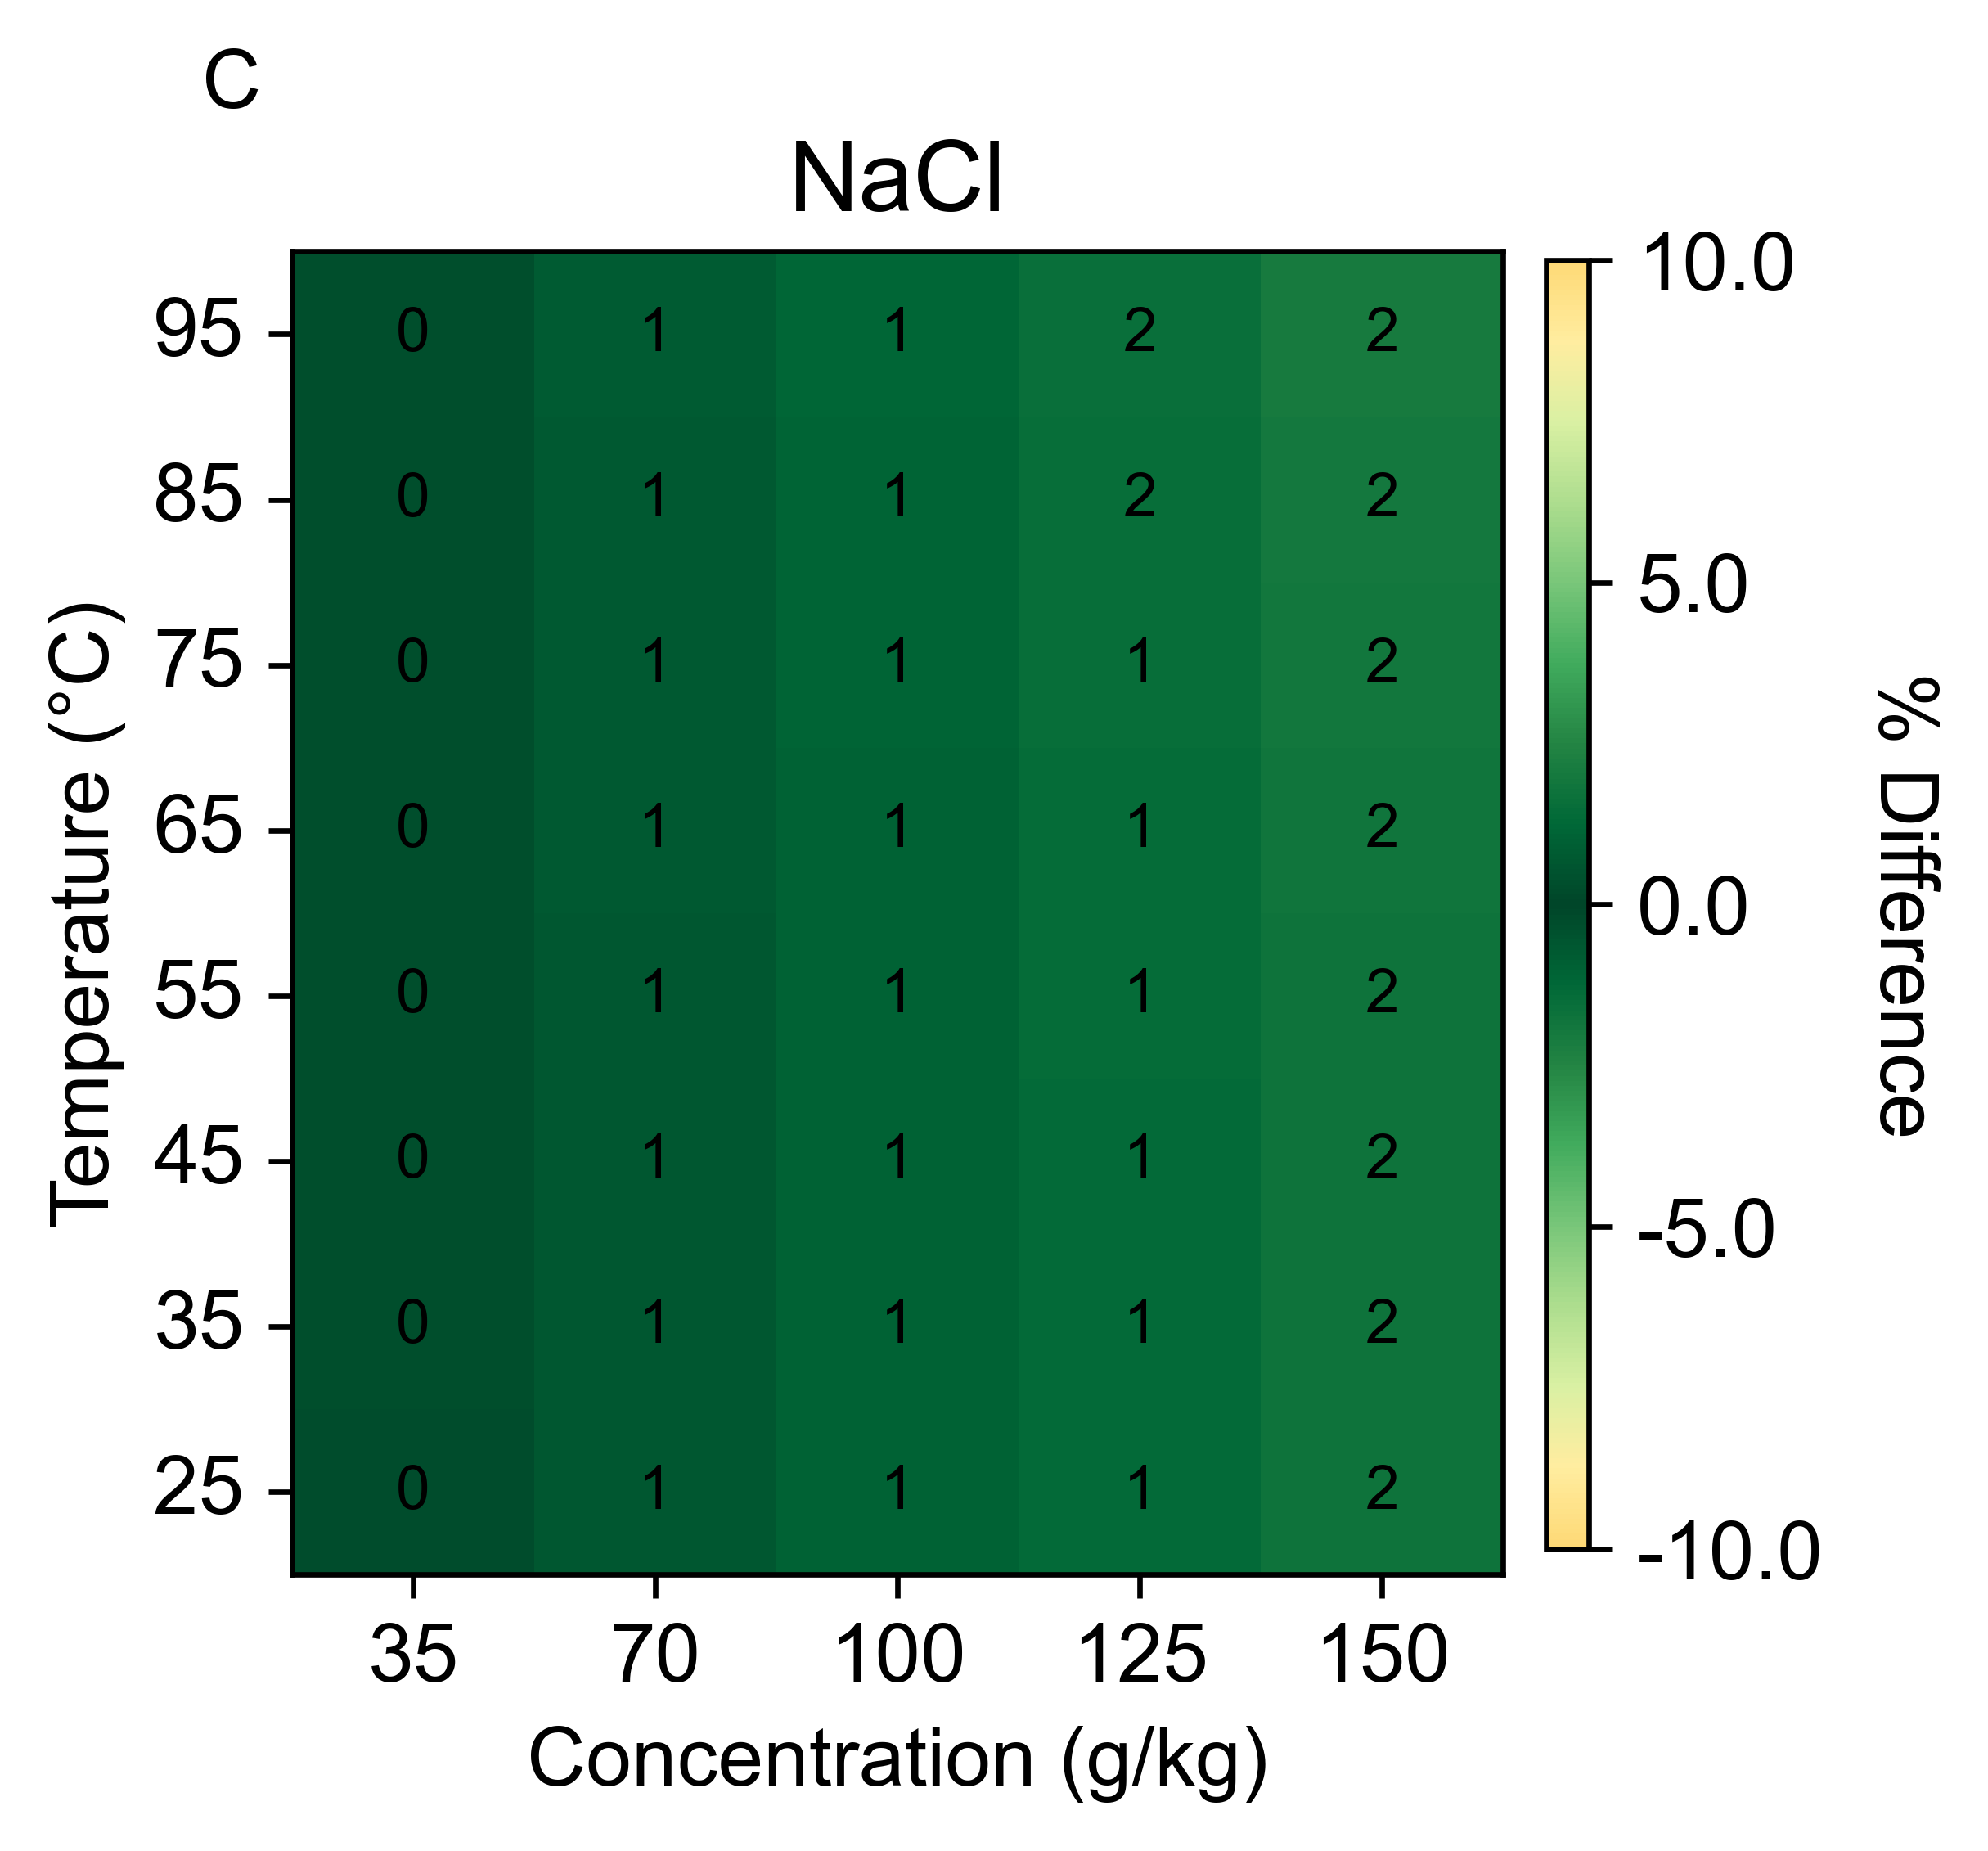 C
NaCl
95 0 1 1 2 2
85 0 1 1 2 2
75 0 1 1 1 2
65 0 1 1 1 2
55 0 1 1 1 2
45 0 1 1 1 2
35 0 1 1 1 2
25 0 1 1 1 2
35 70 100 125 150
Concentration (g/kg)
Temperature (°C)
10.0
5.0
0.0
-5.0
-10.0
% Difference